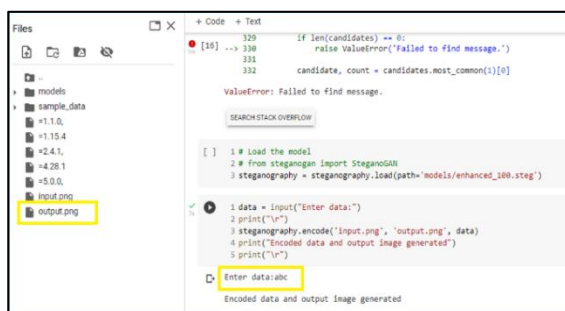 Files
..
models
sample_data
=1.1.0,
=1.15.4
=2.4.1,
=4.28.1
=5.0.0,
input.png
output.png
+ Code + Text
[16]
329 if len(candidates) == 0:
--> 330 raise ValueError('Failed to find message.')
331
332 candidate, count = candidates.most_common(1)[0]
ValueError: Failed to find message.
SEARCH STACK OVERFLOW
[ ] 1 # Load the model
2 # from steganogan import SteganoGAN
3 steganography = steganography.load(path='models/enhanced_100.steg')
1 data = input("Enter data:")
2 print("\r")
3 steganography.encode('input.png', 'output.png', data)
4 print("Encoded data and output image generated")
5 print("\r")
Enter data:abc
Encoded data and output image generated